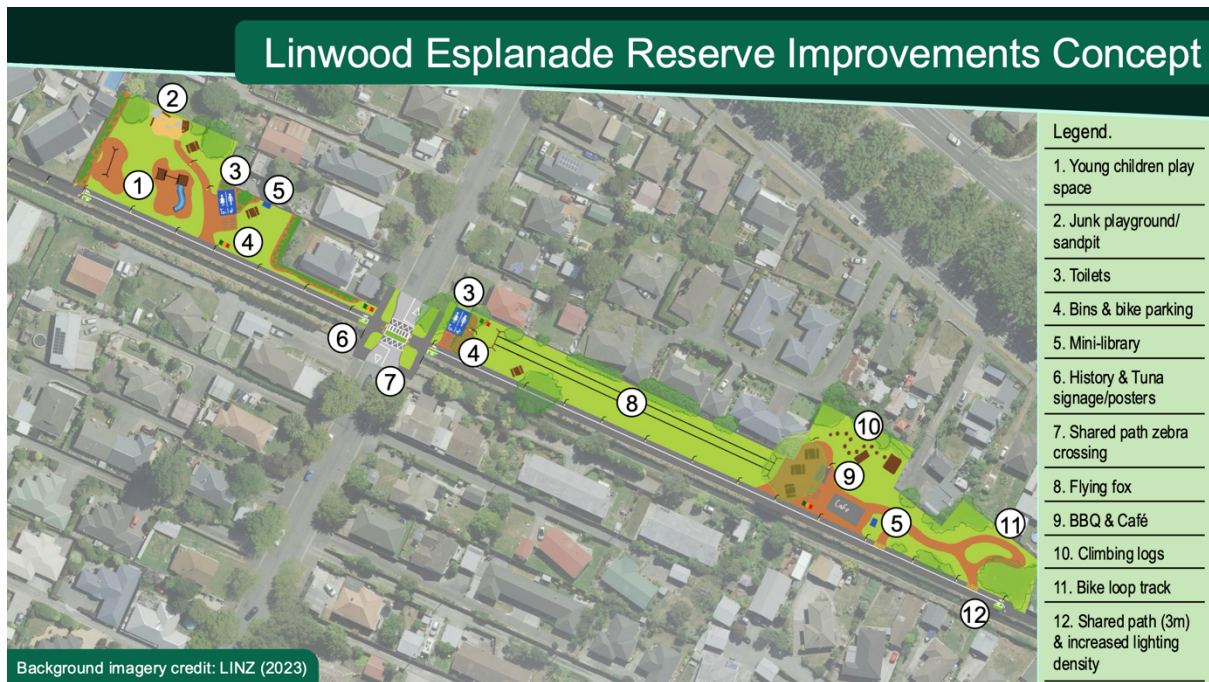 Linwood Esplanade Reserve Improvements Concept
2
3
5
1
4
3
6
4
7
8
10
9
Cafe
5
11
12
Legend.
1. Young children play
space
2. Junk playground/
sandpit
3. Toilets
4. Bins & bike parking
5. Mini-library
6. History & Tuna
signage/posters
7. Shared path zebra
crossing
8. Flying fox
9. BBQ & Café
10. Climbing logs
11. Bike loop track
12. Shared path (3m)
& increased lighting
density
Background imagery credit: LINZ (2023)